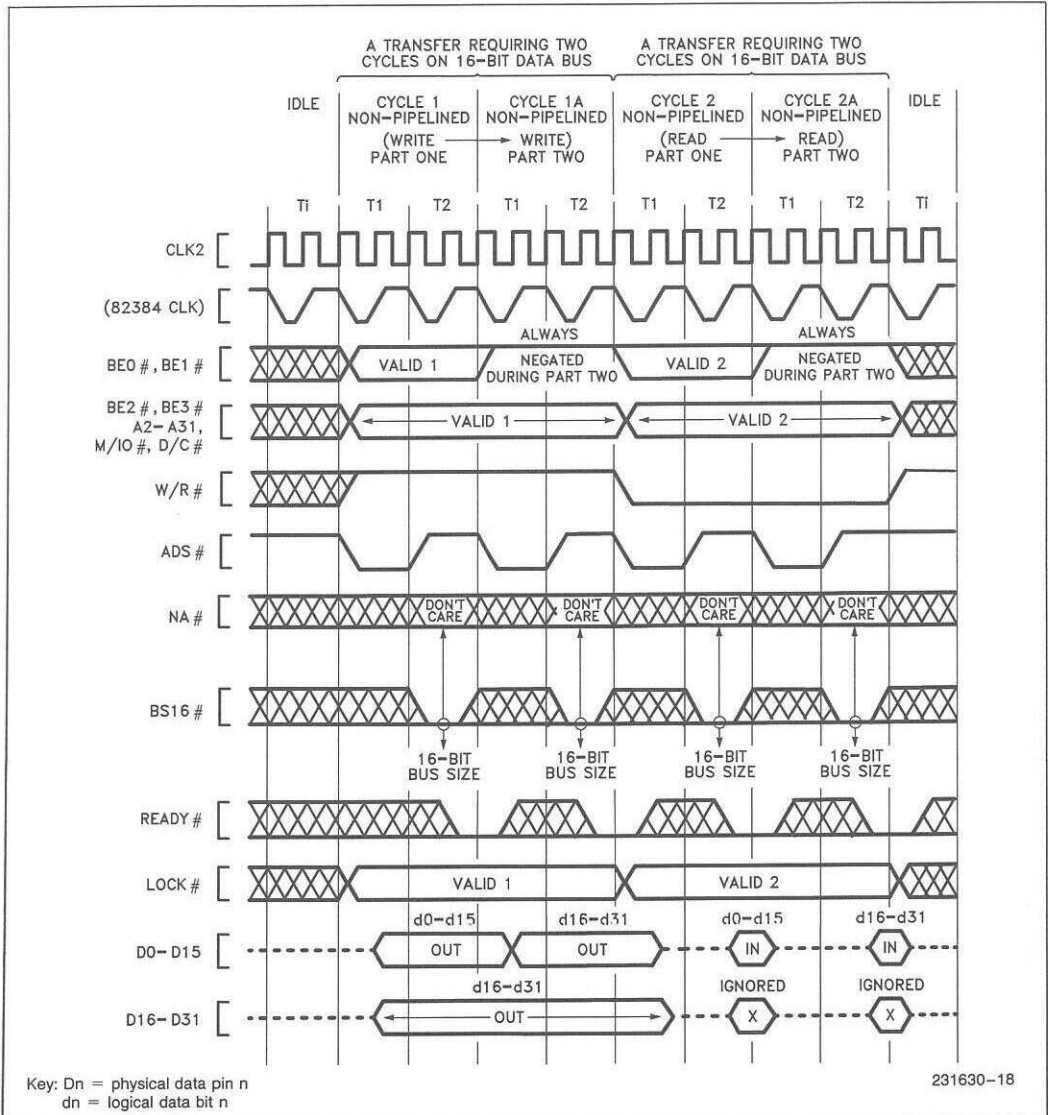 A TRANSFER REQUIRING TWO
CYCLES ON 16-BIT DATA BUS
A TRANSFER REQUIRING TWO
CYCLES ON 16-BIT DATA BUS
IDLE
CYCLE 1
NON-PIPELINED
(WRITE
PART ONE
CYCLE 1A
NON-PIPELINED
WRITE)
PART TWO
CYCLE 2
NON-PIPELINED
(READ
PART ONE
CYCLE 2A
NON-PIPELINED
READ)
PART TWO
IDLE
Ti T1 T2 T1 T2 T1 T2 T1 T2 Ti
CLK2
(82384 CLK)
BE0 #, BE1 #
VALID 1
ALWAYS
NEGATED
DURING PART TWO
VALID 2
ALWAYS
NEGATED
DURING PART TWO
BE2 #, BE3 #
A2-A31,
M/IO #, D/C #
VALID 1
VALID 2
W/R #
ADS #
NA #
DON'T
CARE
DON'T
CARE
DON'T
CARE
DON'T
CARE
BS16 #
16-BIT
BUS SIZE
16-BIT
BUS SIZE
16-BIT
BUS SIZE
16-BIT
BUS SIZE
READY #
LOCK #
VALID 1
VALID 2
d0-d15 d16-d31 d0-d15 d16-d31
D0-D15 OUT OUT IN IN
d16-d31 IGNORED IGNORED
D16-D31 OUT X X
Key: Dn = physical data pin n
dn = logical data bit n
231630-18